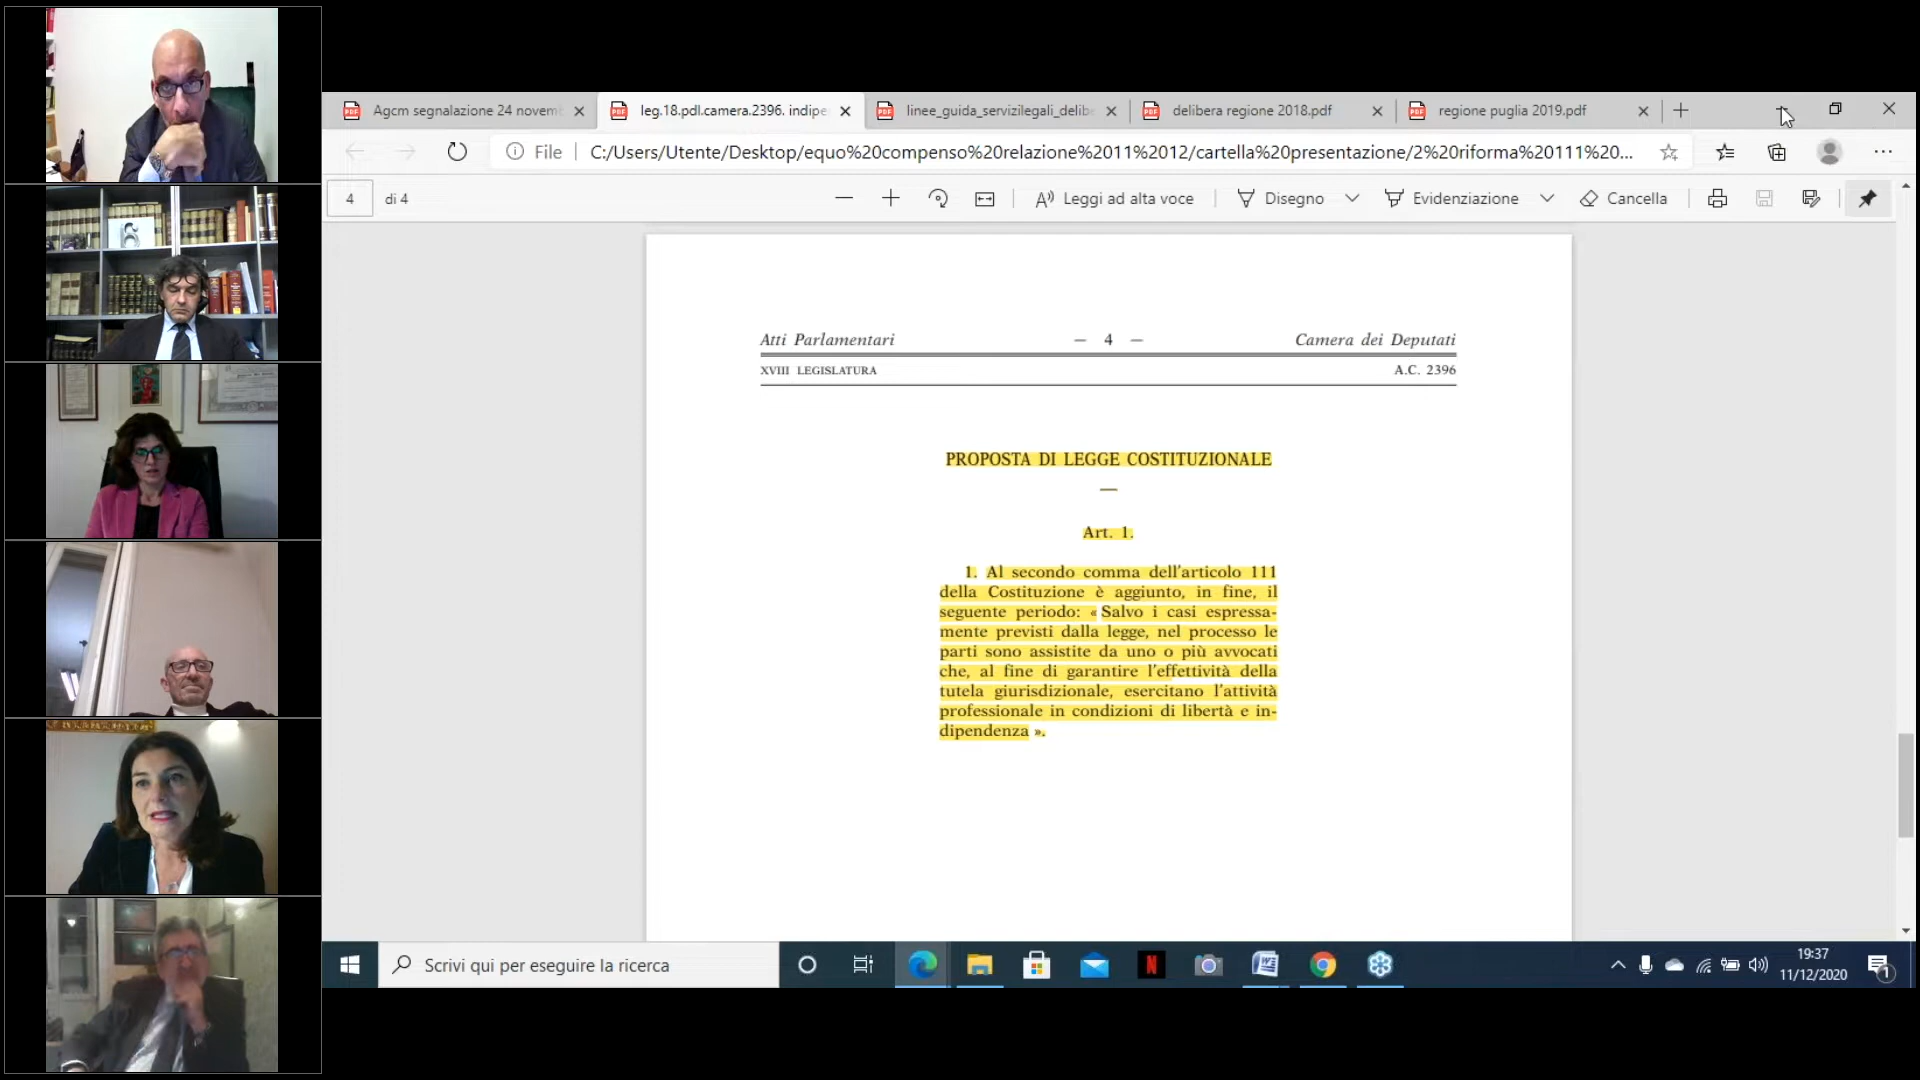 Agcm segnalazione 24 novemb
leg.18.pdl.camera.2396. indipe
linee_guida_servizilegali_delibe
delibera regione 2018.pdf
regione puglia 2019.pdf
File
C:/Users/Utente/Desktop/equo%20compenso%20relazione%2011%2012/cartella%20presentazione/2%20riforma%20111%20...
4 di 4
Leggi ad alta voce
Disegno
Evidenziazione
Cancella
Atti Parlamentari — 4 — Camera dei Deputati
XVIII LEGISLATURA A.C. 2396
PROPOSTA DI LEGGE COSTITUZIONALE
—
Art. 1.
1. Al secondo comma dell'articolo 111
della Costituzione è aggiunto, in fine, il
seguente periodo: « Salvo i casi espressa-
mente previsti dalla legge, nel processo le
parti sono assistite da uno o più avvocati
che, al fine di garantire l'effettività della
tutela giurisdizionale, esercitano l'attività
professionale in condizioni di libertà e in-
dipendenza ».
Scrivi qui per eseguire la ricerca
19:37
11/12/2020
1